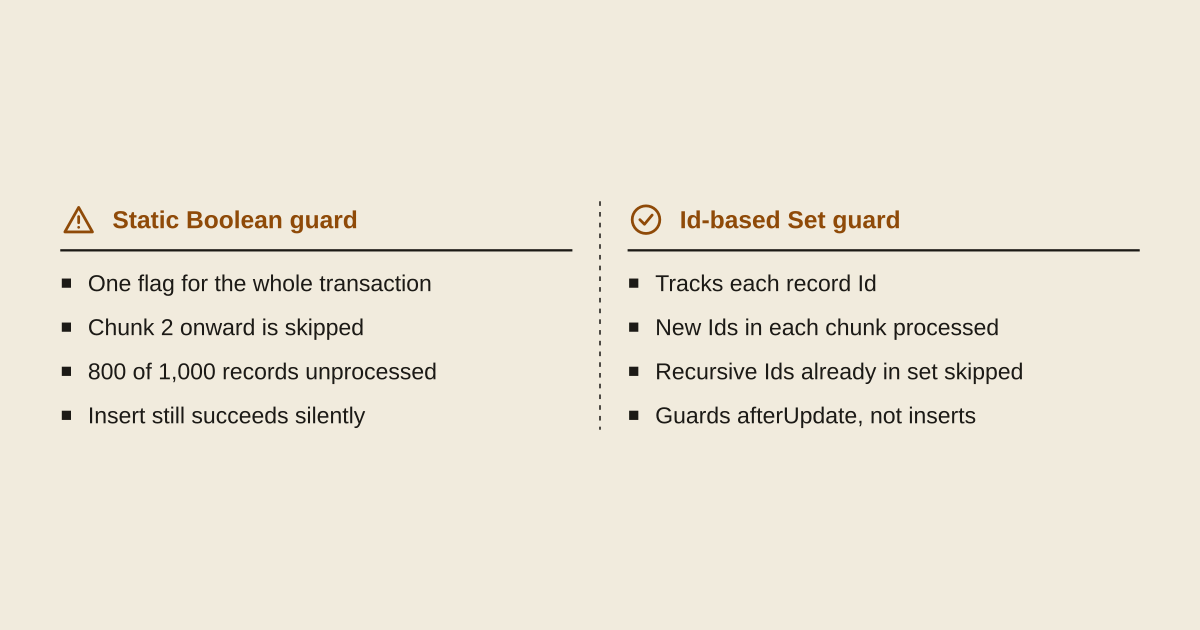 Static Boolean guard
One flag for the whole transaction
Chunk 2 onward is skipped
800 of 1,000 records unprocessed
Insert still succeeds silently
Id-based Set guard
Tracks each record Id
New Ids in each chunk processed
Recursive Ids already in set skipped
Guards afterUpdate, not inserts